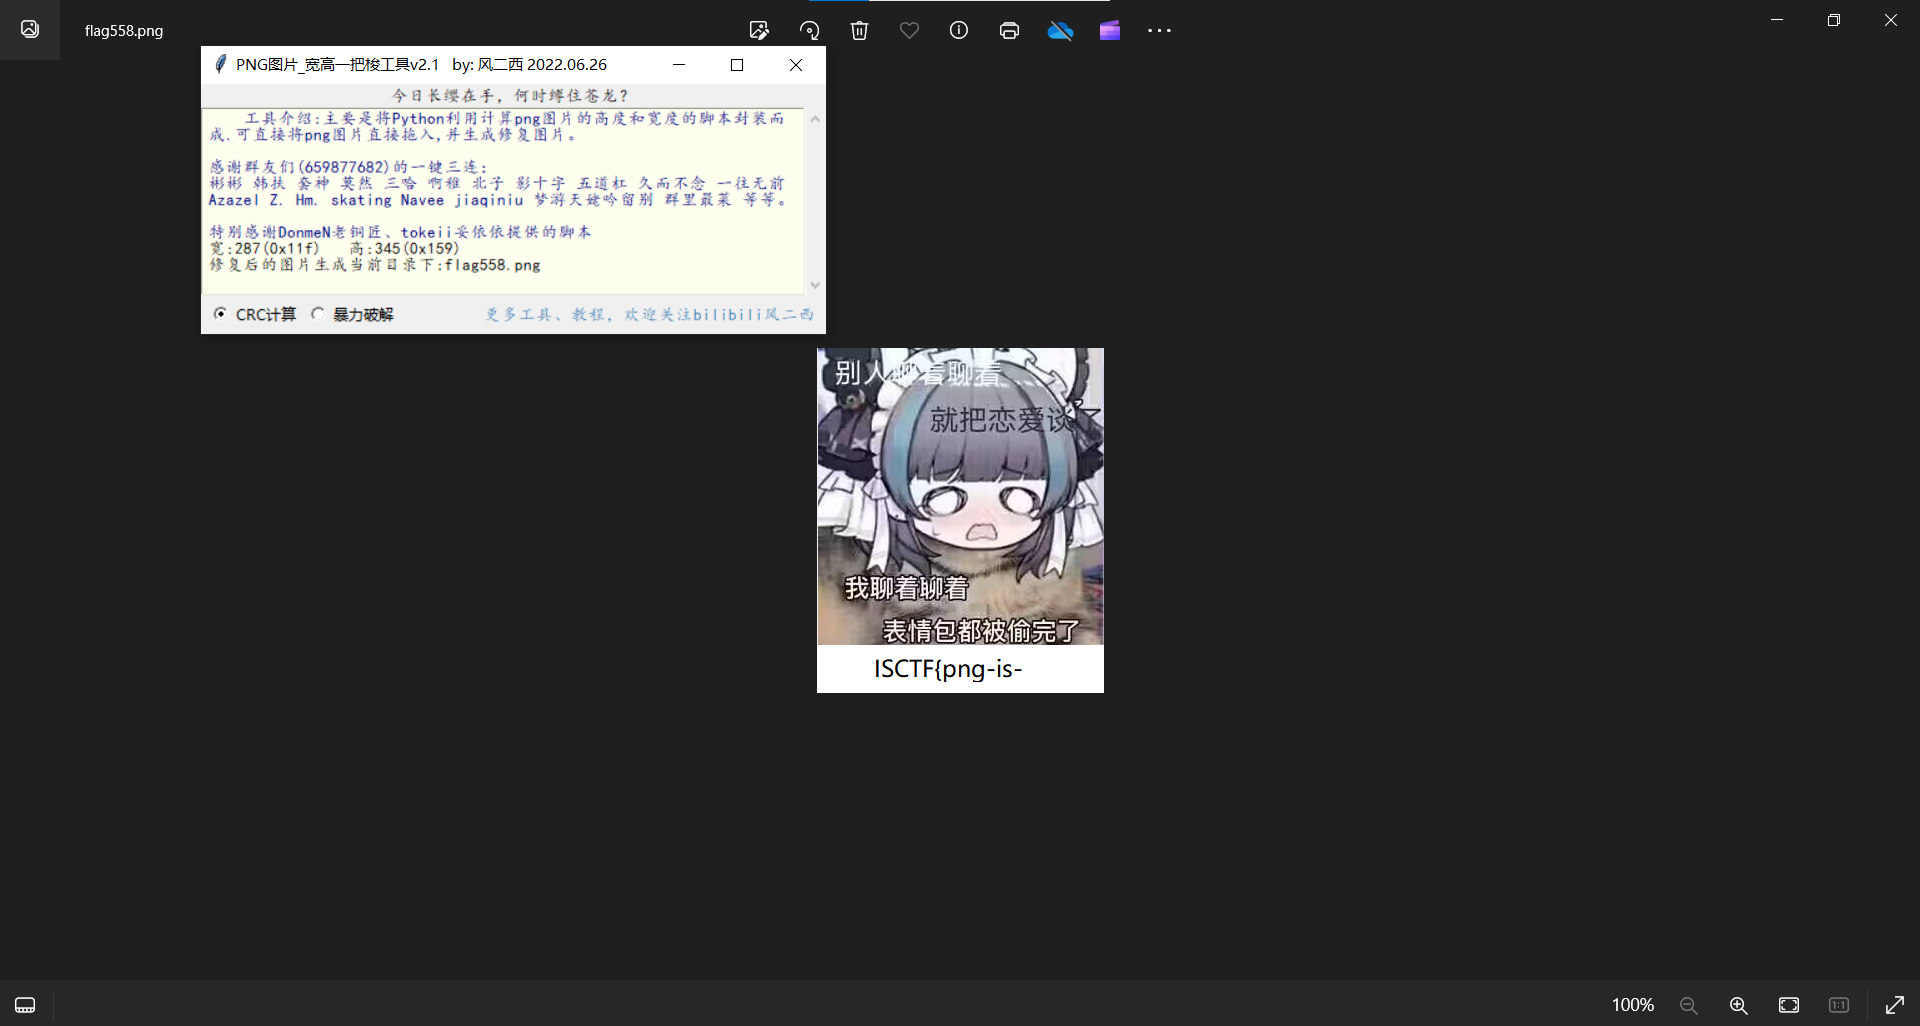 flag558.png
PNG图片_宽高一把梭工具v2.1 by: 风二西 2022.06.26
今日长缨在手，何时缚住苍龙？
工具介绍:主要是将Python利用计算png图片的高度和宽度的脚本封装而
成.可直接将png图片直接拖入,并生成修复图片。
感谢群友们(659877682)的一键三连:
彬彬 韩扶 套神 莫然 三哈 啊稚 北子 影十字 五道杠 久而不念 一往无前
Azazel Z. Hm. skating Navee jiaqiniu 梦游天姥吟留别 群里最菜 等等。
特别感谢DonmeN老铜匠、tokeii妥依依提供的脚本
宽:287(0x11f) 高:345(0x159)
修复后的图片生成当前目录下:flag558.png
CRC计算 暴力破解 更多工具、教程，欢迎关注bilibili风二西
别人聊着聊着
就把恋爱谈了
我聊着聊着
表情包都被偷完了
ISCTF{png-is-
100%
1:1